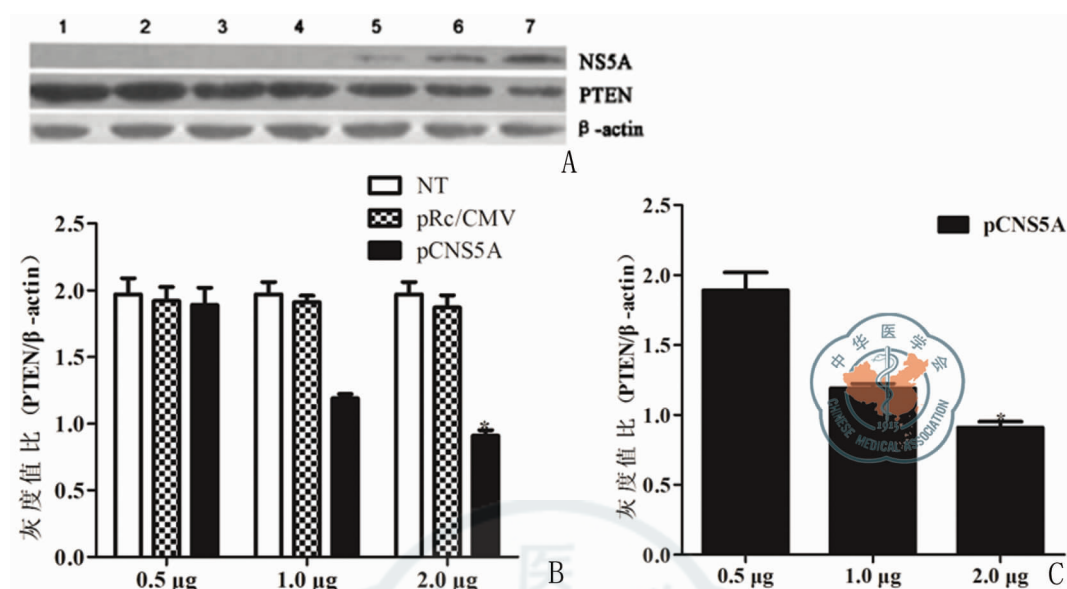 1 2 3 4 5 6 7
NS5A
PTEN
β-actin
A
NT
pRc/CMV
pCNS5A
灰度值比(PTEN/β-actin)
2.5
2.0
1.5
1.0
0.5
0.0
*
0.5 μg 1.0 μg 2.0 μg
B
pCNS5A
灰度值比(PTEN/β-actin)
2.5
2.0
1.5
1.0
0.5
0.0
*
0.5 μg 1.0 μg 2.0 μg
C
中华医学会
1915
CHINESE MEDICAL ASSOCIATION
医